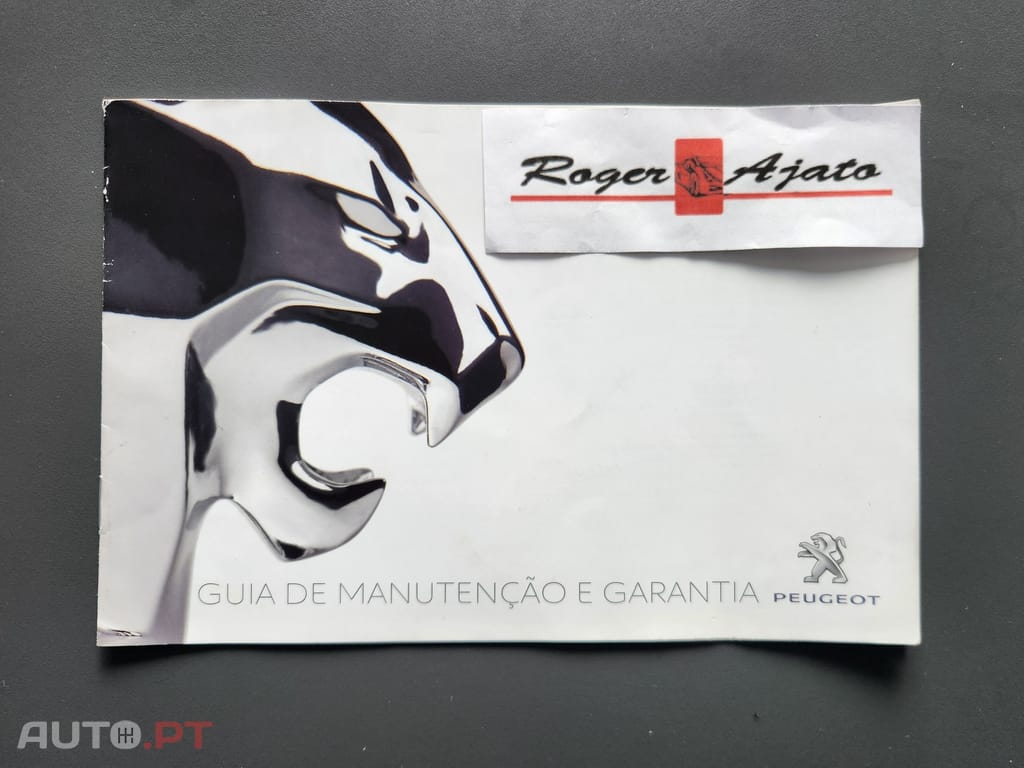 Roger Ajato
GUIA DE MANUTENÇÃO E GARANTIA
PEUGEOT
AUTO.PT